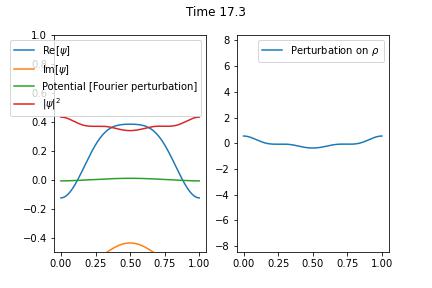 Time 17.3
Re[ψ]
Im[ψ]
Potential [Fourier perturbation]
|ψ|²
1.0
0.8
0.4
0.2
0.0
−0.2
−0.4
0.00 0.25 0.50 0.75 1.00
Perturbation on ρ
8
6
4
2
0
−2
−4
−6
−8
0.00 0.25 0.50 0.75 1.00